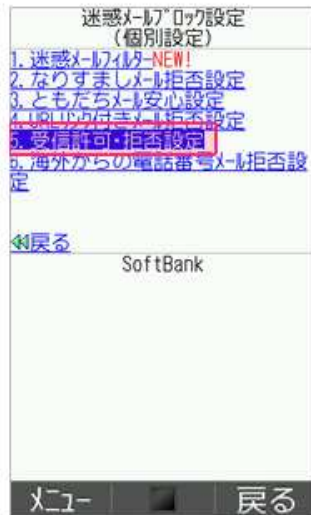 迷惑ﾒｰﾙﾌﾞﾛｯｸ設定
(個別設定)
1. 迷惑ﾒｰﾙﾌｨﾙﾀｰNEW!
2. なりすましﾒｰﾙ拒否設定
3. ともだちﾒｰﾙ安心設定
4. URLﾘﾝｸ付きﾒｰﾙ拒否設定
5. 受信許可･拒否設定
6. 海外からの電話番号ﾒｰﾙ拒否設
定
戻る
SoftBank
ﾒﾆｭｰ
戻る